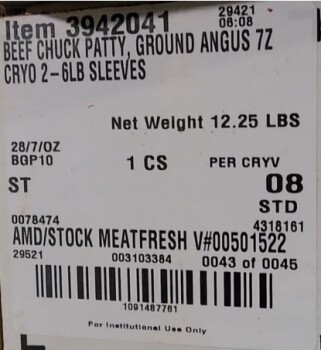 Item 3942041 29421
06:08
BEEF CHUCK PATTY, GROUND ANGUS 7Z
CRYO 2-6LB SLEEVES
Net Weight 12.25 LBS
28/7/OZ
BGP10 1 CS PER CRYV
ST 08
STD
0078474 4318161
AMD/STOCK MEATFRESH V#00501522
29521 003103384 0043 of 0045
1091487761
For Institutional Use Only